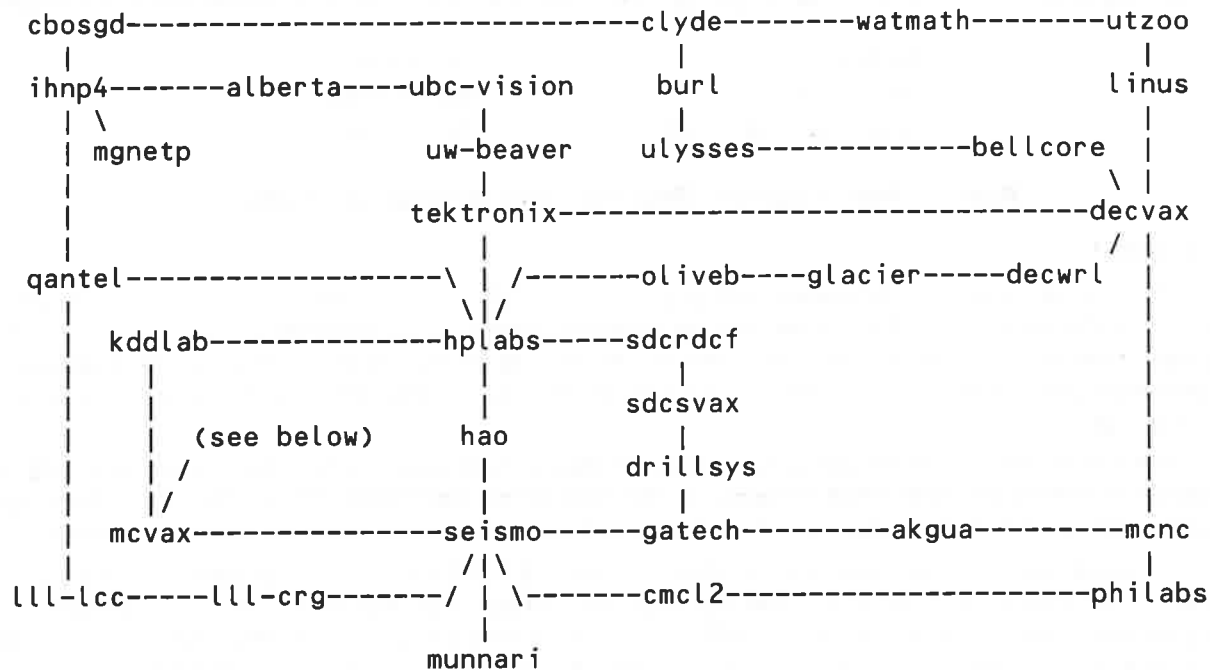 cbosgd---------------------------------clyde--------watmath-------utzoo
  |                                      |                          |
ihnp4-------alberta----ubc-vision      burl                       linus
  | \                       |            |                          |
  |  mgnetp             uw-beaver      ulysses-------------bellcore |
  |                         |                                     \ |
  |                    tektronix--------------------------------decvax
  |                         |                                     / |
qantel-------------------\  |  /-------oliveb----glacier-----decwrl |
  |                       \ | /                                     |
  |  kddlab---------------hplabs-----sdcrdcf                        |
  |    |                    |            |                          |
  |    |                    |         sdcsvax                       |
  |    |  (see below)      hao           |                          |
  |    | /                  |         drillsys                      |
  |    |/                   |            |                          |
  |  mcvax----------------seismo------gatech---------akgua---------mcnc
  |                        /|\                                      |
lll-lcc-----lll-crg-------/ | \-------cmcl2-----------------------philabs
                            |
                         munnari